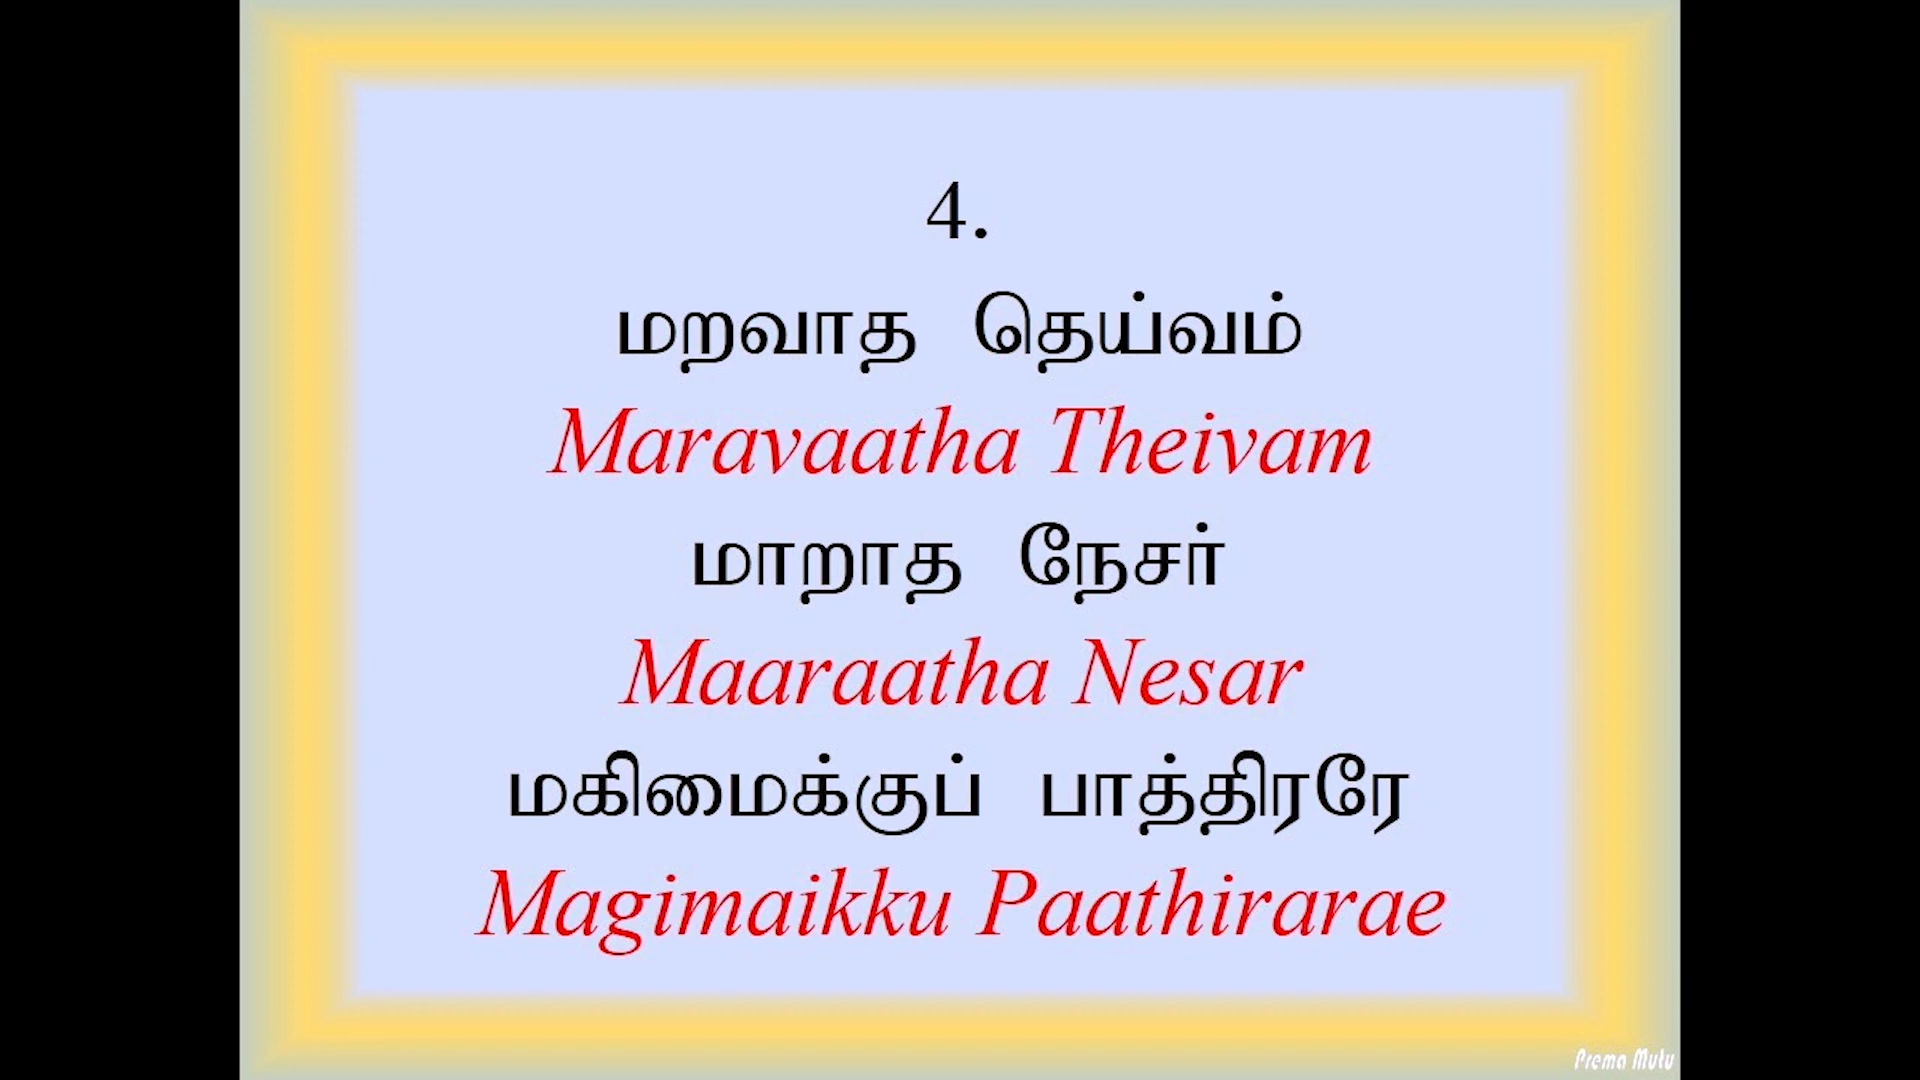 4.
மறவாத தெய்வம்
Maravaatha Theivam
மாறாத நேசர்
Maaraatha Nesar
மகிமைக்குப் பாத்திரரே
Magimaikku Paathirarae
Prema Mutu